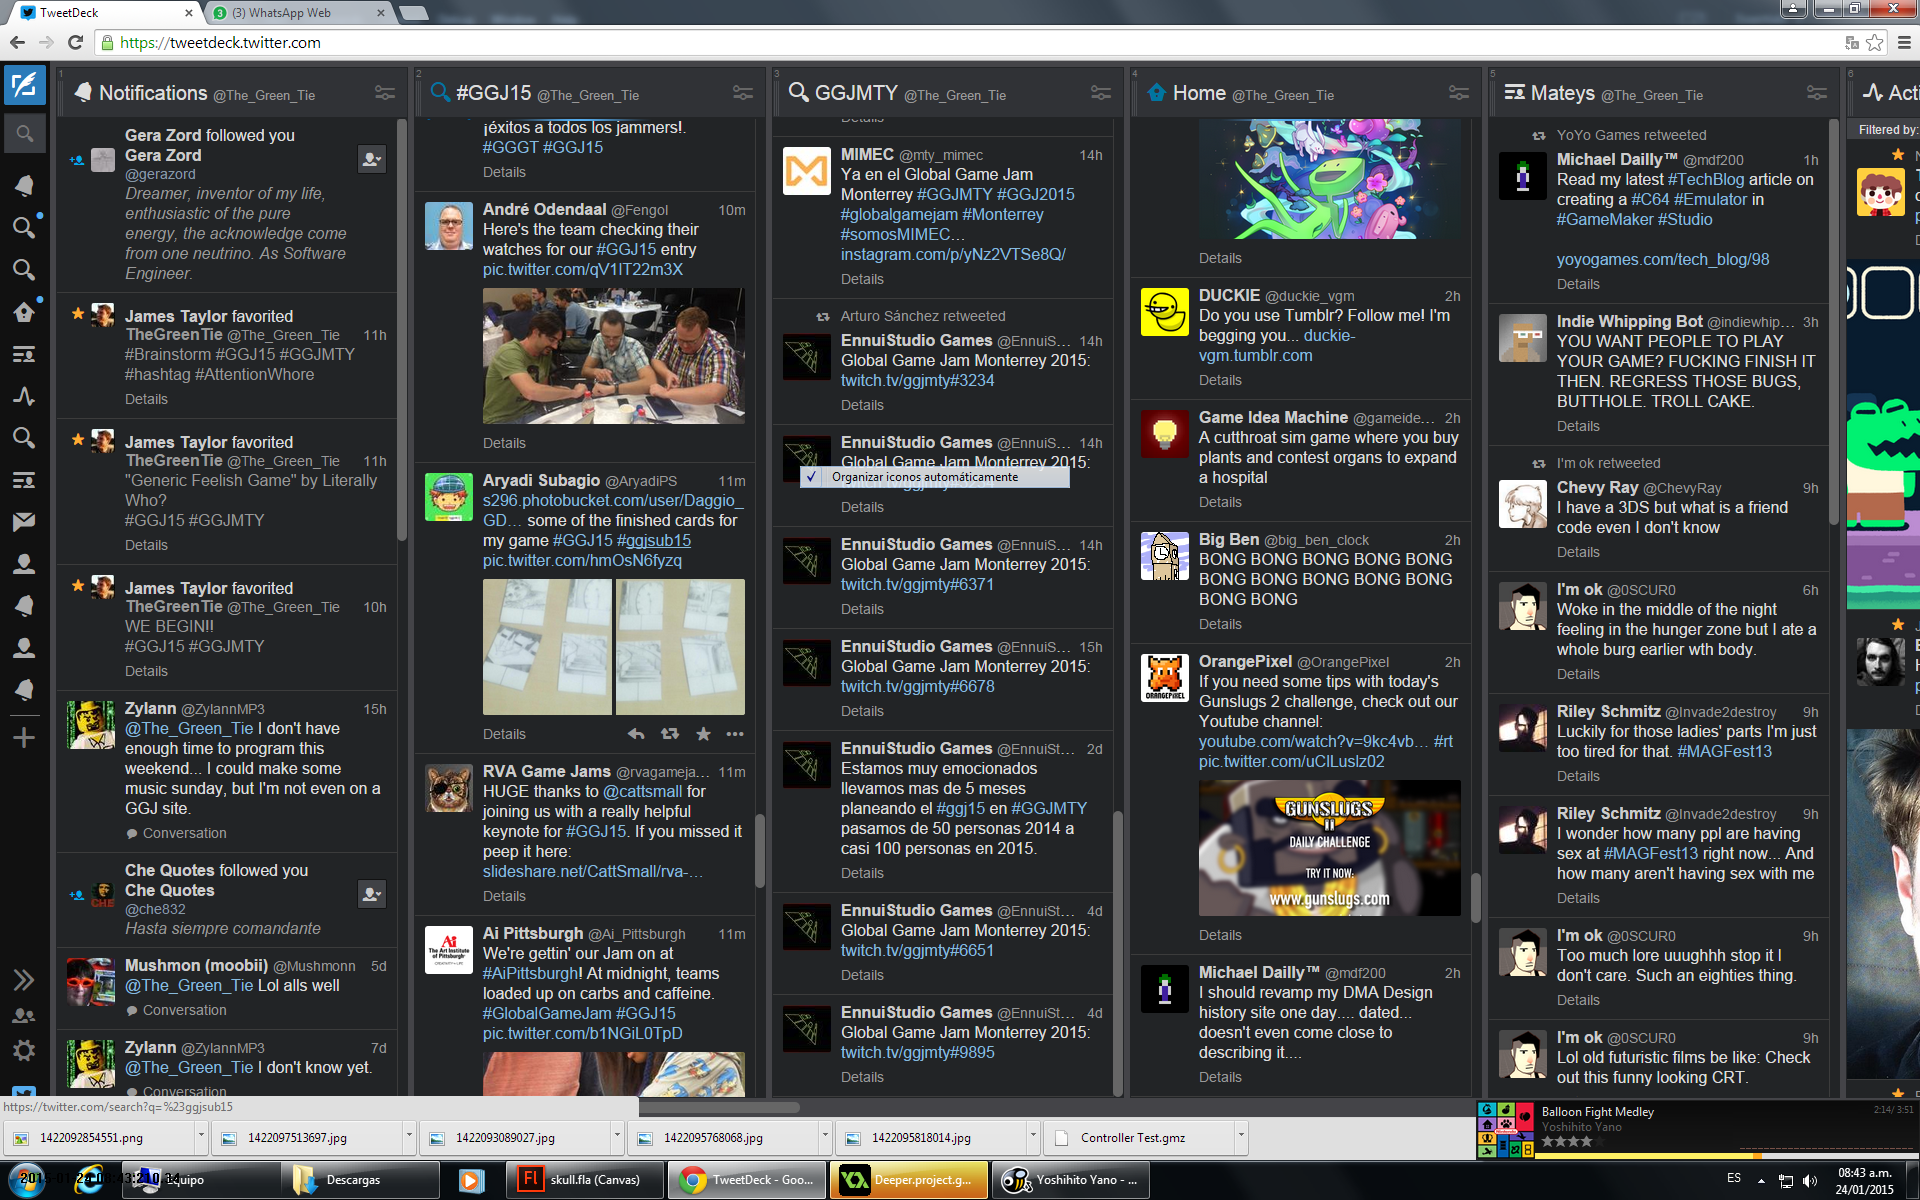 TweetDeck
(3) WhatsApp Web
https://tweetdeck.twitter.com
1
Notifications @The_Green_Tie
Gera Zord followed you
Gera Zord
@gerazord
Dreamer, inventor of my life,
enthusiastic of the pure
energy, the acknowledge come
from one neutrino. As Software
Engineer.
James Taylor favorited
TheGreenTie @The_Green_Tie 11h
#Brainstorm #GGJ15 #GGJMTY
#hashtag #AttentionWhore
Details
James Taylor favorited
TheGreenTie @The_Green_Tie 11h
"Generic Feelish Game" by Literally
Who?
#GGJ15 #GGJMTY
Details
James Taylor favorited
TheGreenTie @The_Green_Tie 10h
WE BEGIN!!
#GGJ15 #GGJMTY
Details
Zylann @ZylannMP3 15h
@The_Green_Tie I don't have
enough time to program this
weekend... I could make some
music sunday, but I'm not even on a
GGJ site.
Conversation
Che Quotes followed you
Che Quotes
@che832
Hasta siempre comandante
CHE
Mushmon (moobii) @Mushmonn 5d
@The_Green_Tie Lol alls well
Conversation
Zylann @ZylannMP3 7d
@The_Green_Tie I don't know yet.
Conversation
2
#GGJ15 @The_Green_Tie
¡éxitos a todos los jammers!.
#GGGT #GGJ15
Details
André Odendaal @Fengol 10m
Here's the team checking their
watches for our #GGJ15 entry
pic.twitter.com/qV1lT22m3X
Details
Aryadi Subagio @AryadiPS 11m
s296.photobucket.com/user/Daggio_
GD… some of the finished cards for
my game #GGJ15 #ggjsub15
pic.twitter.com/hmOsN6fyzq
Details
RVA Game Jams @rvagameja… 11m
HUGE thanks to @cattsmall for
joining us with a really helpful
keynote for #GGJ15. If you missed it
peep it here:
slideshare.net/CattSmall/rva-…
Details
Ai Pittsburgh @Ai_Pittsburgh 11m
We're gettin' our Jam on at
#AiPittsburgh! At midnight, teams
loaded up on carbs and caffeine.
#GlobalGameJam #GGJ15
pic.twitter.com/b1NGiL0TpD
Ai
The Art Institute
of Pittsburgh
3
GGJMTY @The_Green_Tie
Details
MIMEC @mty_mimec 14h
Ya en el Global Game Jam
Monterrey #GGJMTY #GGJ2015
#globalgamejam #Monterrey
#somosMIMEC…
instagram.com/p/yNz2VTSe8Q/
Details
Arturo Sánchez retweeted
EnnuiStudio Games @EnnuiS… 14h
Global Game Jam Monterrey 2015:
twitch.tv/ggjmty#3234
Details
EnnuiStudio Games @EnnuiS… 14h
Global Game Jam Monterrey 2015:
✓ Organizar iconos automáticamente
Details
EnnuiStudio Games @EnnuiS… 14h
Global Game Jam Monterrey 2015:
twitch.tv/ggjmty#6371
Details
EnnuiStudio Games @EnnuiS… 15h
Global Game Jam Monterrey 2015:
twitch.tv/ggjmty#6678
Details
EnnuiStudio Games @EnnuiSt… 2d
Estamos muy emocionados
llevamos mas de 5 meses
planeando el #ggj15 en #GGJMTY
pasamos de 50 personas 2014 a
casi 100 personas en 2015.
Details
EnnuiStudio Games @EnnuiSt… 4d
Global Game Jam Monterrey 2015:
twitch.tv/ggjmty#6651
Details
EnnuiStudio Games @EnnuiSt… 4d
Global Game Jam Monterrey 2015:
twitch.tv/ggjmty#9895
Details
4
Home @The_Green_Tie
Details
DUCKIE @duckie_vgm 2h
Do you use Tumblr? Follow me! I'm
begging you... duckie-
vgm.tumblr.com
Details
Game Idea Machine @gameide… 2h
A cutthroat sim game where you buy
plants and contest organs to expand
a hospital
Details
Big Ben @big_ben_clock 2h
BONG BONG BONG BONG BONG
BONG BONG BONG BONG BONG
BONG BONG
Details
OrangePixel @OrangePixel 2h
If you need some tips with today's
Gunslugs 2 challenge, check out our
Youtube channel:
youtube.com/watch?v=9kc4vb… #rt
pic.twitter.com/uClLuslz02
ORANGEPIXEL
GUNSLUGS
II
DAILY CHALLENGE
TRY IT NOW:
www.gunslugs.com
Details
Michael Dailly™ @mdf200 2h
I should revamp my DMA Design
history site one day.... dated...
doesn't even come close to
describing it....
Details
5
Mateys @The_Green_Tie
YoYo Games retweeted
Michael Dailly™ @mdf200 1h
Read my latest #TechBlog article on
creating a #C64 #Emulator in
#GameMaker #Studio
yoyogames.com/tech_blog/98
Details
Indie Whipping Bot @indiewhip… 3h
YOU WANT PEOPLE TO PLAY
YOUR GAME? FUCKING FINISH IT
THEN. REGRESS THOSE BUGS,
BUTTHOLE. TROLL CAKE.
Details
I'm ok retweeted
Chevy Ray @ChevyRay 9h
I have a 3DS but what is a friend
code even I don't know
Details
I'm ok @0SCUR0 6h
Woke in the middle of the night
feeling in the hunger zone but I ate a
whole burg earlier wth body.
Details
Riley Schmitz @Invade2destroy 9h
Luckily for those ladies' parts I'm just
too tired for that. #MAGFest13
Details
Riley Schmitz @Invade2destroy 9h
I wonder how many ppl are having
sex at #MAGFest13 right now... And
how many aren't having sex with me
Details
I'm ok @0SCUR0 9h
Too much lore uuughhh stop it I
don't care. Such an eighties thing.
Details
I'm ok @0SCUR0 9h
Lol old futuristic films be like: Check
out this funny looking CRT.
6
Acti
Filtered by:
https://twitter.com/search?q=%23ggjsub15
1422092854551.png
1422097513697.jpg
1422093089027.jpg
1422095768068.jpg
1422095818014.jpg
Controller Test.gmz
Balloon Fight Medley 2:14/ 3:51
Yoshihito Yano
Equipo
Descargas
Fl
skull.fla (Canvas)
TweetDeck - Goo...
Deeper.project.g...
Yoshihito Yano - ...
ES
08:43 a.m.
24/01/2015